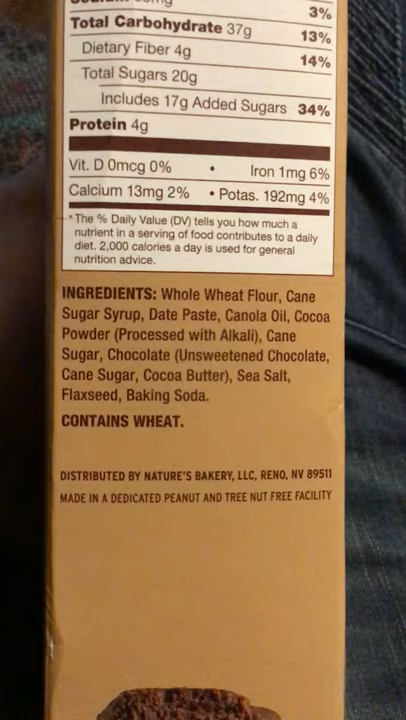 3%
Total Carbohydrate 37g 13%
Dietary Fiber 4g 14%
Total Sugars 20g
Includes 17g Added Sugars 34%
Protein 4g
Vit. D 0mcg 0% • Iron 1mg 6%
Calcium 13mg 2% • Potas. 192mg 4%
*The % Daily Value (DV) tells you how much a
nutrient in a serving of food contributes to a daily
diet. 2,000 calories a day is used for general
nutrition advice.
INGREDIENTS: Whole Wheat Flour, Cane
Sugar Syrup, Date Paste, Canola Oil, Cocoa
Powder (Processed with Alkali), Cane
Sugar, Chocolate (Unsweetened Chocolate,
Cane Sugar, Cocoa Butter), Sea Salt,
Flaxseed, Baking Soda.
CONTAINS WHEAT.
DISTRIBUTED BY NATURE'S BAKERY, LLC, RENO, NV 89511
MADE IN A DEDICATED PEANUT AND TREE NUT FREE FACILITY